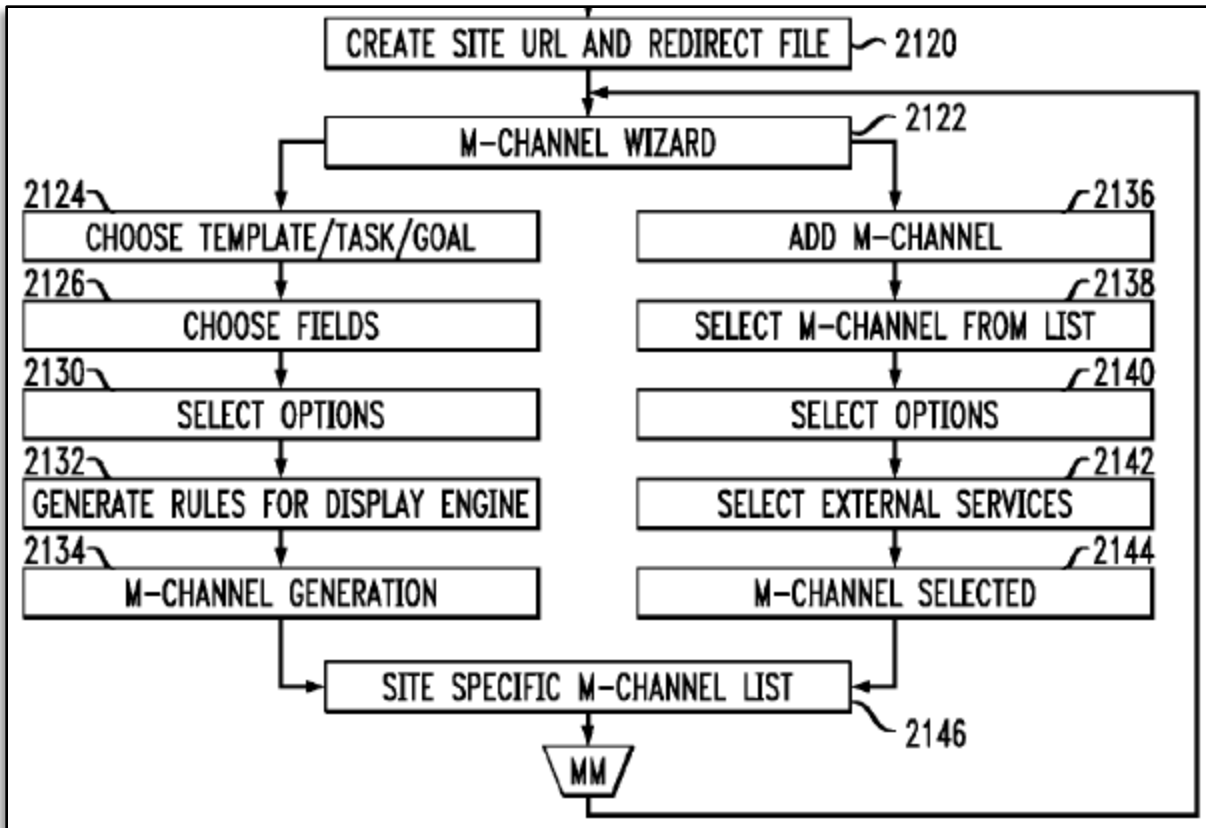 CREATE SITE URL AND REDIRECT FILE
2120
M-CHANNEL WIZARD
2122
2124
CHOOSE TEMPLATE/TASK/GOAL
2126
CHOOSE FIELDS
2130
SELECT OPTIONS
2132
GENERATE RULES FOR DISPLAY ENGINE
2134
M-CHANNEL GENERATION
2136
ADD M-CHANNEL
2138
SELECT M-CHANNEL FROM LIST
2140
SELECT OPTIONS
2142
SELECT EXTERNAL SERVICES
2144
M-CHANNEL SELECTED
SITE SPECIFIC M-CHANNEL LIST
2146
MM